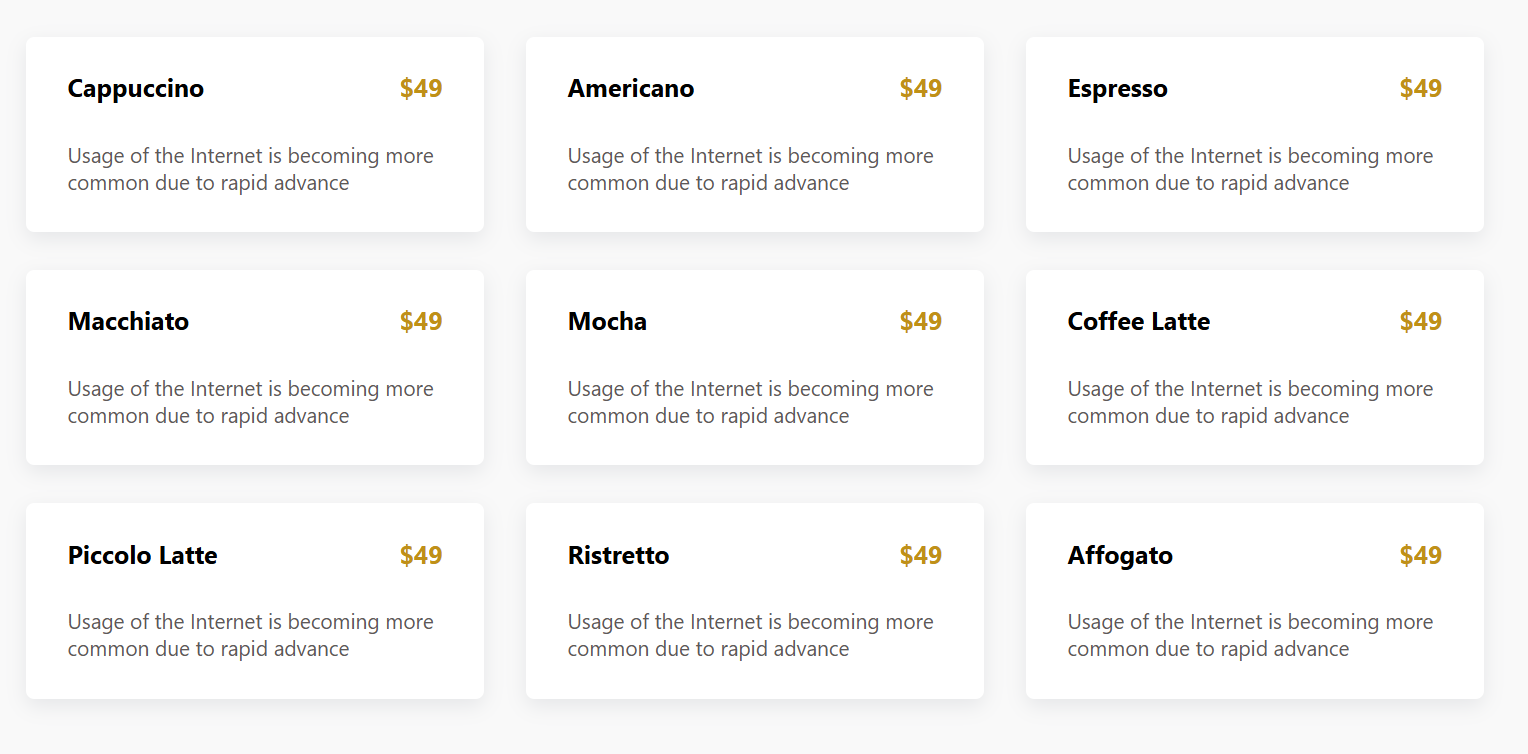 Cappuccino $49
Usage of the Internet is becoming more
common due to rapid advance
Americano $49
Usage of the Internet is becoming more
common due to rapid advance
Espresso $49
Usage of the Internet is becoming more
common due to rapid advance
Macchiato $49
Usage of the Internet is becoming more
common due to rapid advance
Mocha $49
Usage of the Internet is becoming more
common due to rapid advance
Coffee Latte $49
Usage of the Internet is becoming more
common due to rapid advance
Piccolo Latte $49
Usage of the Internet is becoming more
common due to rapid advance
Ristretto $49
Usage of the Internet is becoming more
common due to rapid advance
Affogato $49
Usage of the Internet is becoming more
common due to rapid advance